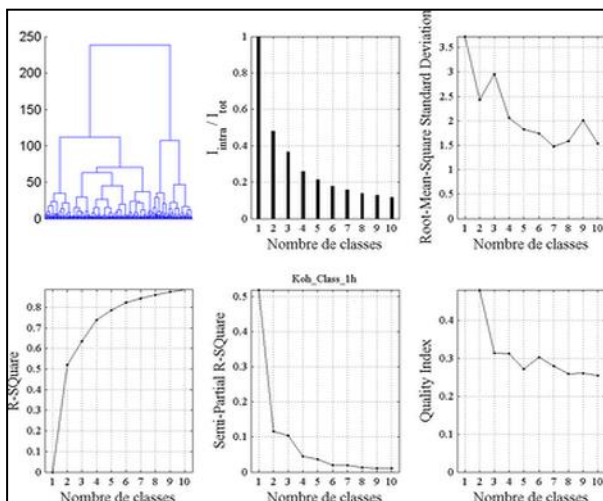 250
200
150
100
50
0
1
0.8
0.6
0.4
0.2
0
I intra / I tot
1 2 3 4 5 6 7 8 9 10
Nombre de classes
3.5
3
2.5
2
1.5
1
0.5
0
Root-Mean-Square Standard Deviation
1 2 3 4 5 6 7 8 9 10
Nombre de classes
0.8
0.7
0.6
0.5
0.4
0.3
0.2
0.1
0
R-SQuare
1 2 3 4 5 6 7 8 9 10
Nombre de classes
Koh_Class_1h
0.5
0.4
0.3
0.2
0.1
0
Semi-Partial R-SQuare
1 2 3 4 5 6 7 8 9 10
Nombre de classes
0.4
0.3
0.2
0.1
0
Quality Index
1 2 3 4 5 6 7 8 9 10
Nombre de classes